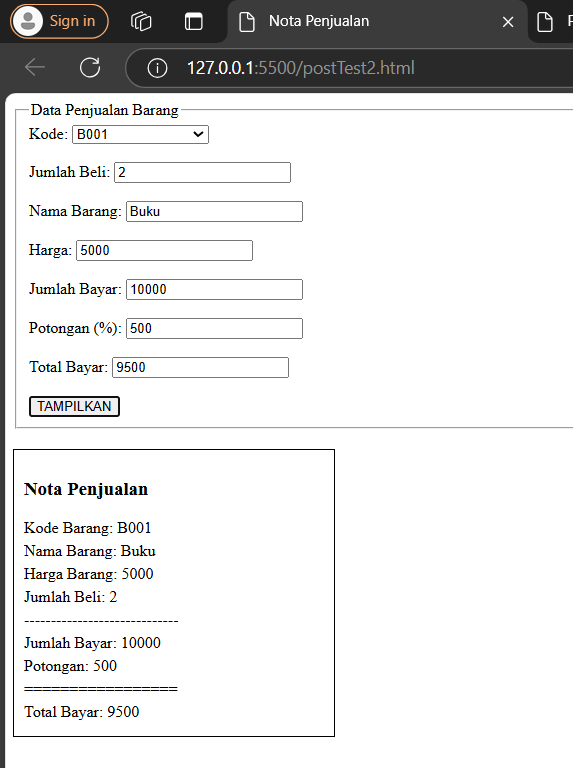 Sign in
Nota Penjualan
127.0.0.1:5500/postTest2.html
Data Penjualan Barang
Kode: B001
Jumlah Beli: 2
Nama Barang: Buku
Harga: 5000
Jumlah Bayar: 10000
Potongan (%): 500
Total Bayar: 9500
TAMPILKAN
Nota Penjualan
Kode Barang: B001
Nama Barang: Buku
Harga Barang: 5000
Jumlah Beli: 2
-----------------------------
Jumlah Bayar: 10000
Potongan: 500
=================
Total Bayar: 9500